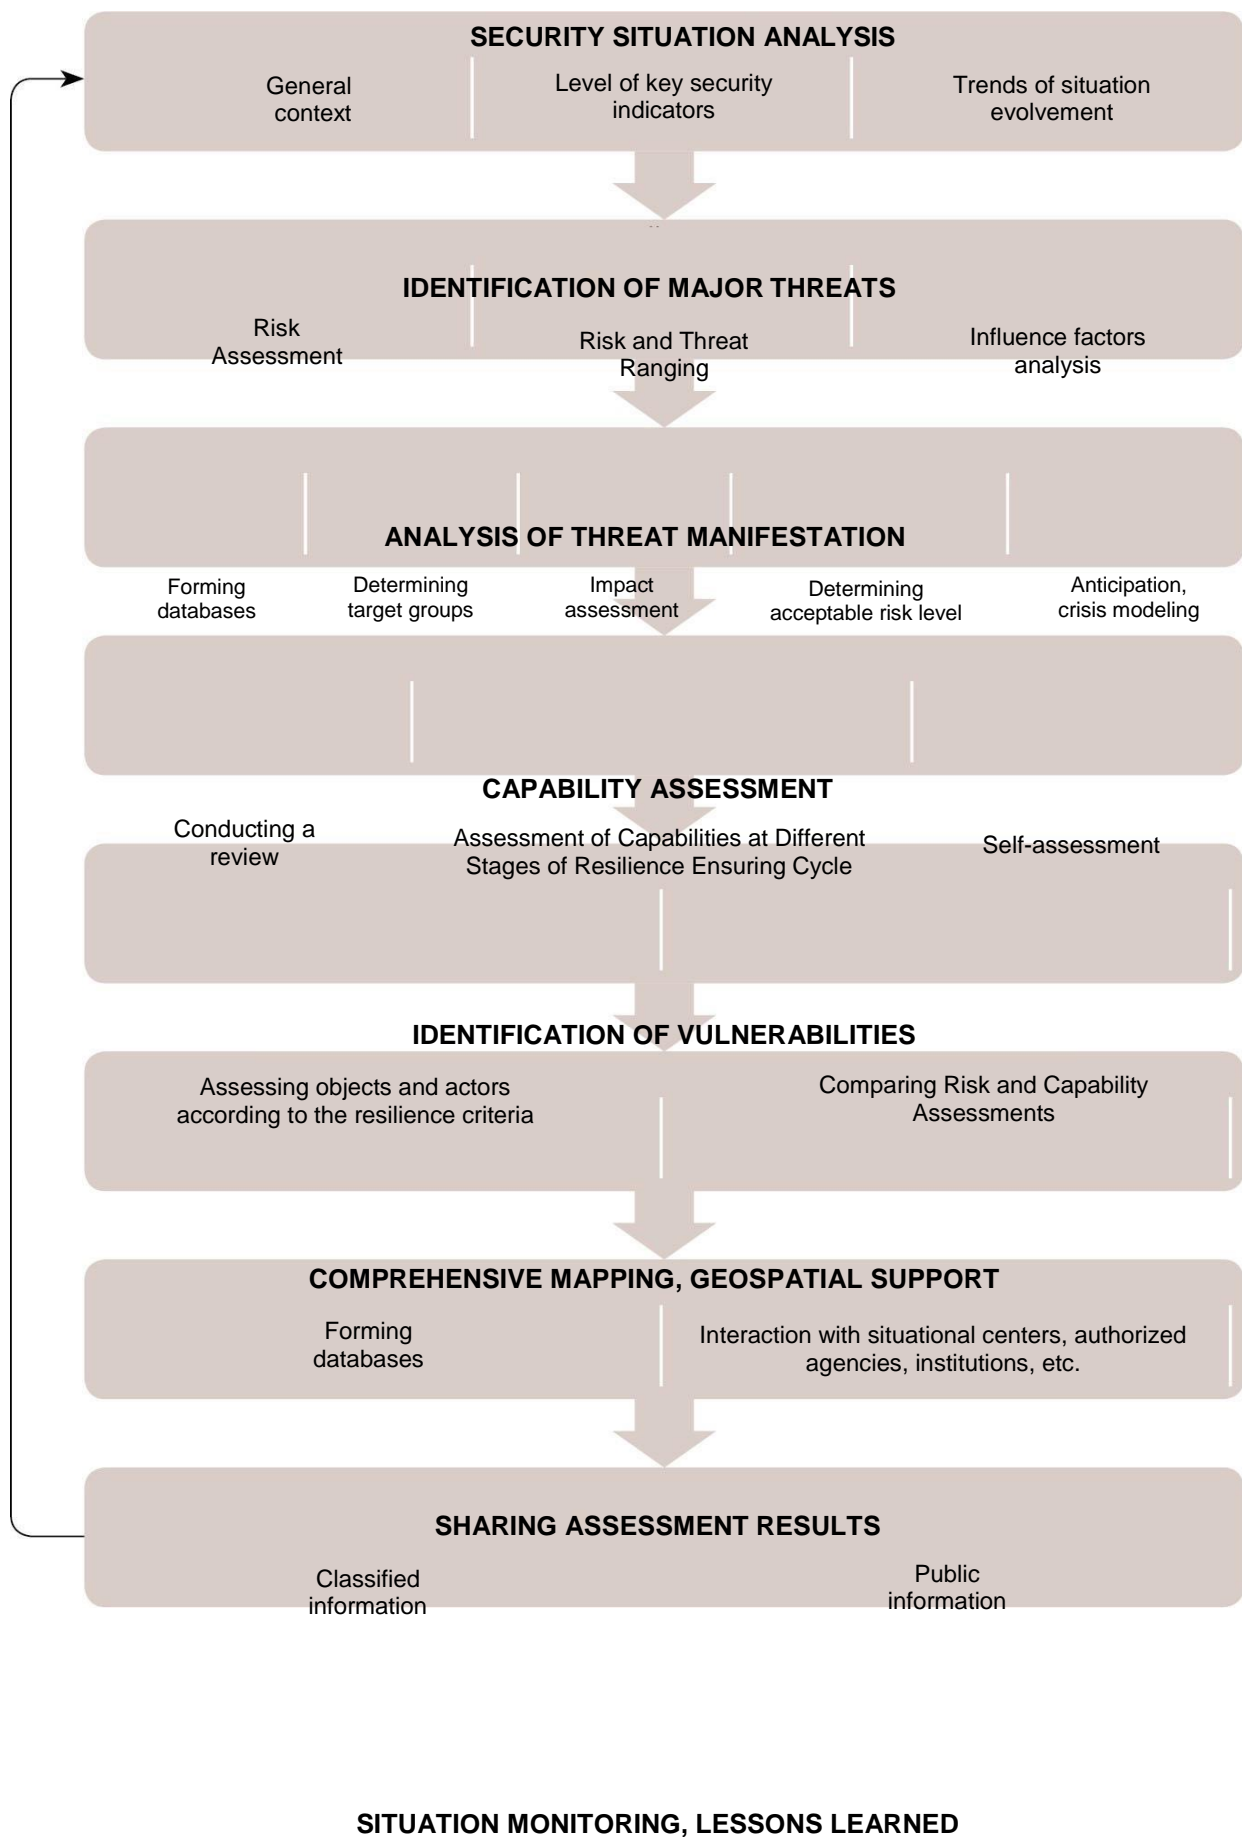 SECURITY SITUATION ANALYSIS
General
context
Level of key security
indicators
Trends of situation
evolvement
IDENTIFICATION OF MAJOR THREATS
Risk
Assessment
Risk and Threat
Ranging
Influence factors
analysis
ANALYSIS OF THREAT MANIFESTATION
Forming
databases
Determining
target groups
Impact
assessment
Determining
acceptable risk level
Anticipation,
crisis modeling
CAPABILITY ASSESSMENT
Conducting a
review
Assessment of Capabilities at Different
Stages of Resilience Ensuring Cycle
Self-assessment
IDENTIFICATION OF VULNERABILITIES
Assessing objects and actors
according to the resilience criteria
Comparing Risk and Capability
Assessments
COMPREHENSIVE MAPPING, GEOSPATIAL SUPPORT
Forming
databases
Interaction with situational centers, authorized
agencies, institutions, etc.
SHARING ASSESSMENT RESULTS
Classified
information
Public
information
SITUATION MONITORING, LESSONS LEARNED